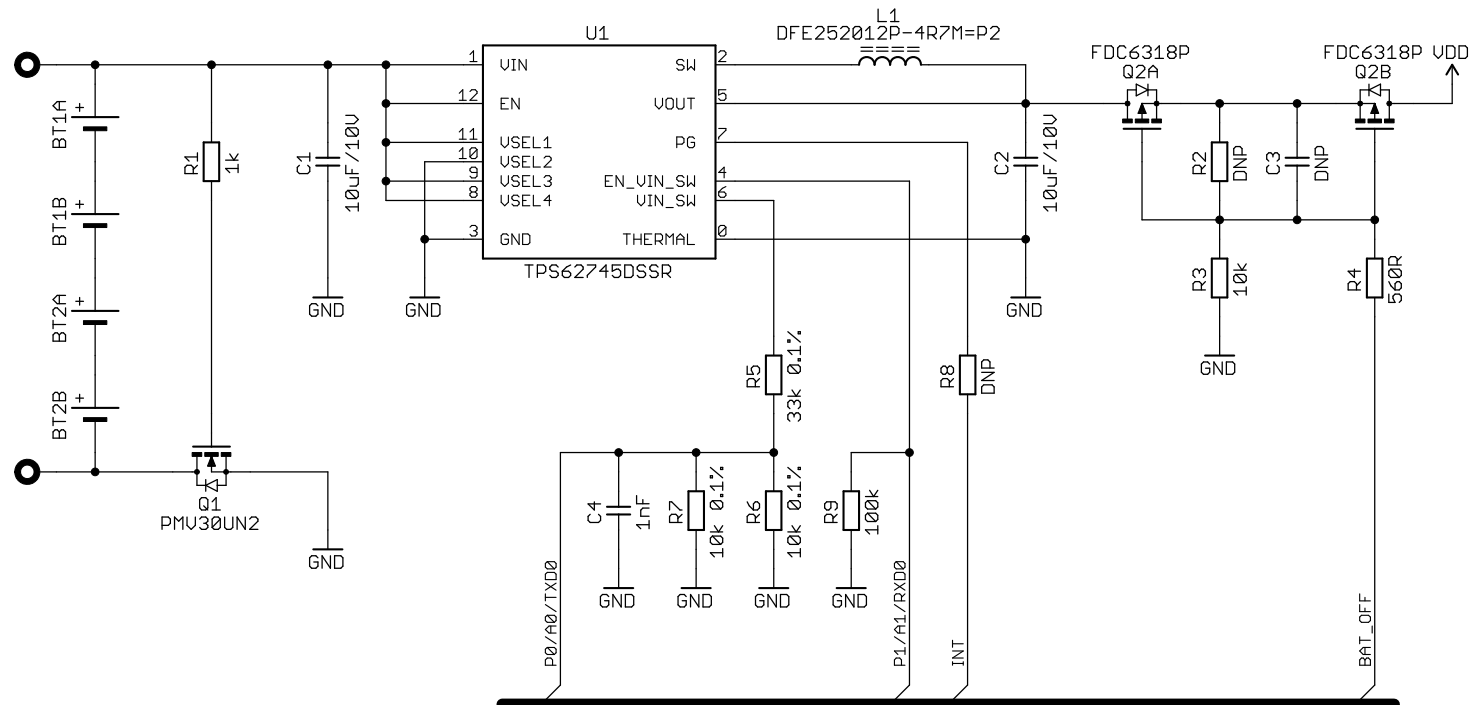 L1
DFE252012P-4R7M=P2
U1
FDC6318P
Q2A
FDC6318P
Q2B
VDD
1 VIN
12 EN
11 VSEL1
10 VSEL2
9 VSEL3
8 VSEL4
3 GND
SW 2
VOUT 5
PG 7
EN_VIN_SW 4
VIN_SW 6
THERMAL 0
TPS62745DSSR
BT1A
+
BT1B
+
BT2A
+
BT2B
+
R1
1k
C1
10uF/10V
C2
10uF/10V
R2
DNP
C3
DNP
R3
10k
R4
560R
GND
GND
GND
GND
R5
33k 0.1%
R8
DNP
Q1
PMV30UN2
GND
C4
1nF
R7
10k 0.1%
R6
10k 0.1%
R9
100k
GND
GND
GND
GND
P0/A0/TXD0
P1/A1/RXD0
INT
BAT_OFF